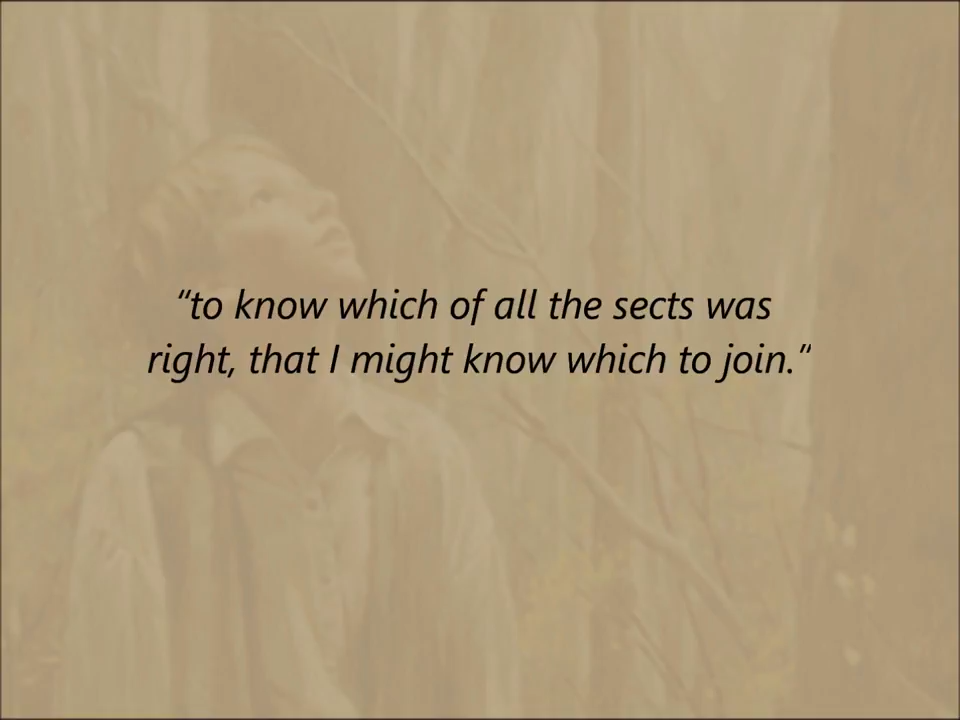 “to know which of all the sects was
right, that I might know which to join.”